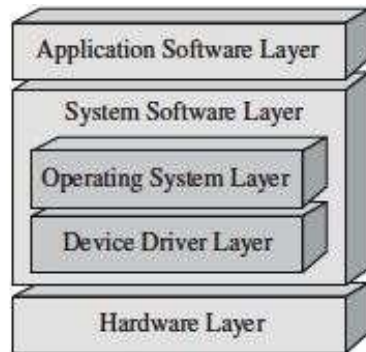 Application Software Layer
System Software Layer
Operating System Layer
Device Driver Layer
Hardware Layer